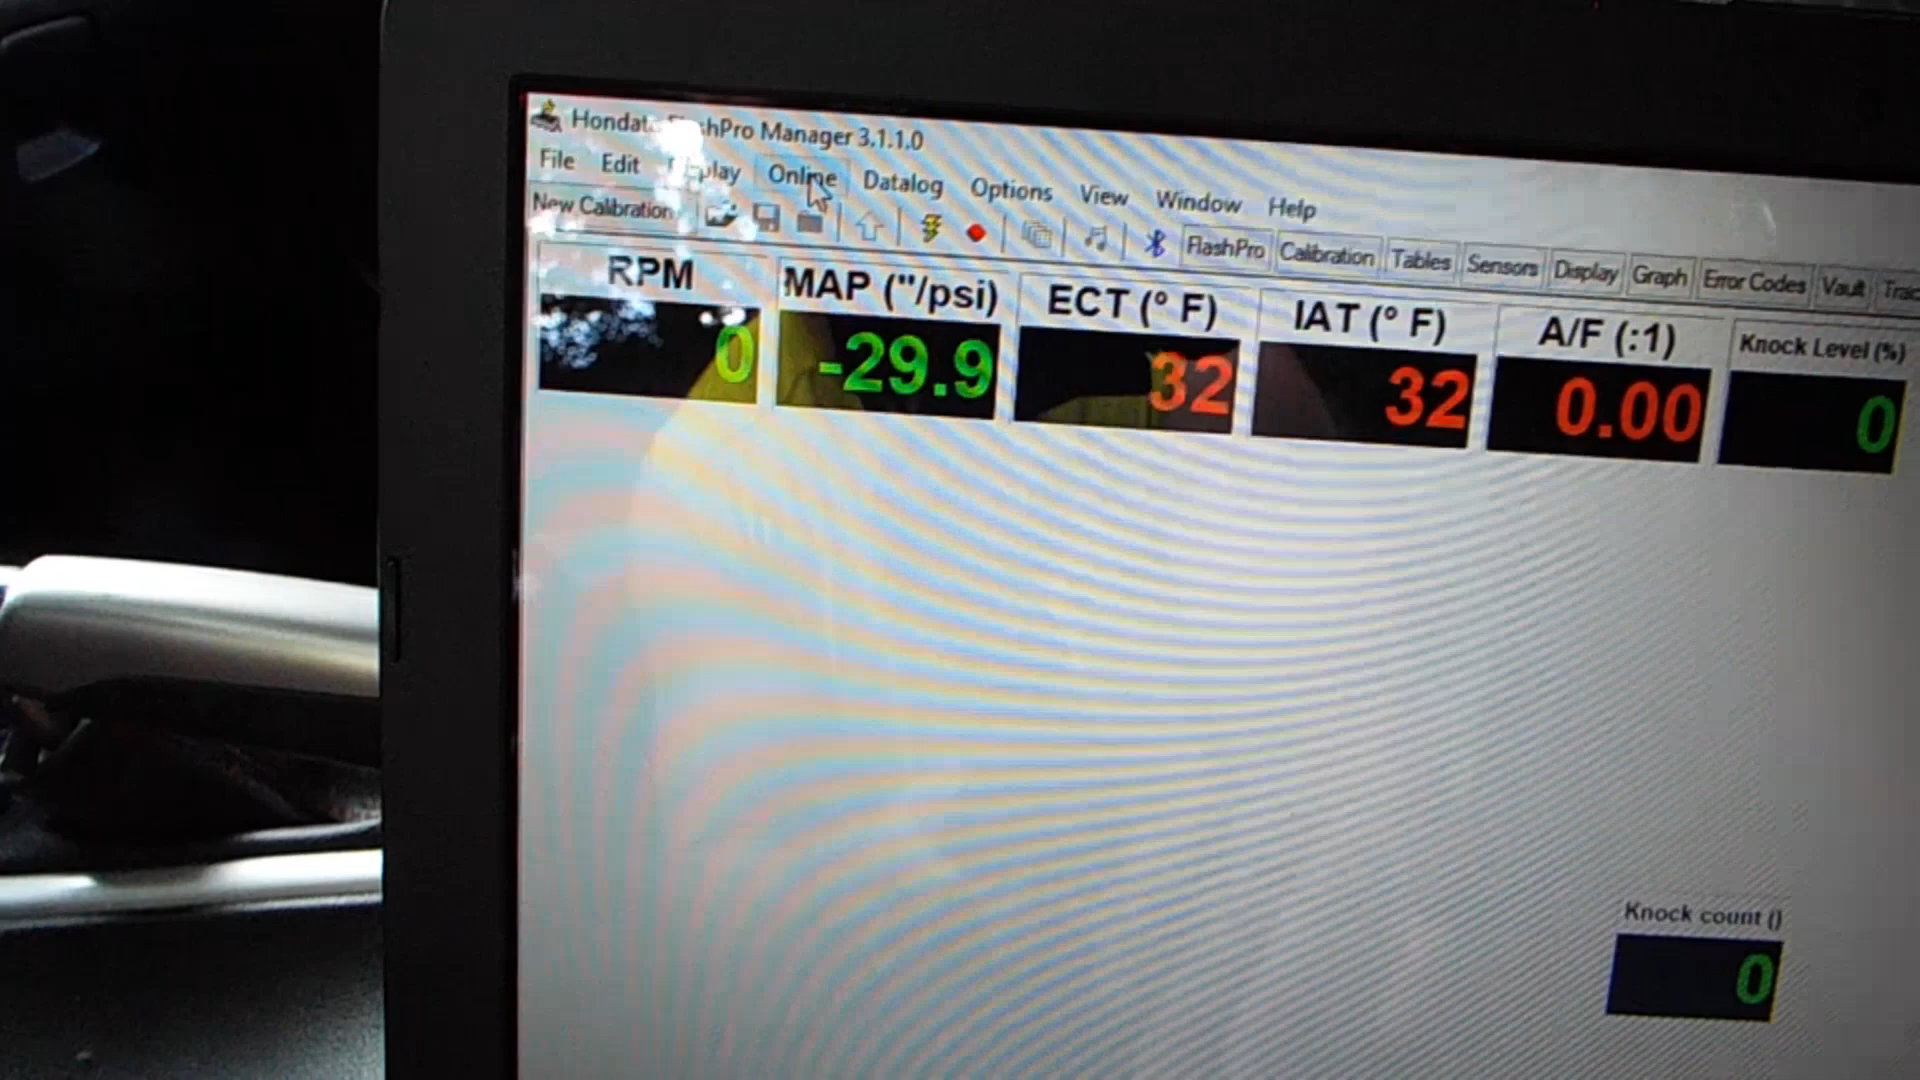 Hondata FlashPro Manager 3.1.1.0
File Edit Display Online Datalog Options View Window Help
New Calibration FlashPro Calibration Tables Sensors Display Graph Error Codes Vault
RPM MAP ("/psi) ECT (° F) IAT (° F) A/F (:1) Knock Level (%)
0 -29.9 32 32 0.00 0
Knock count ()
0